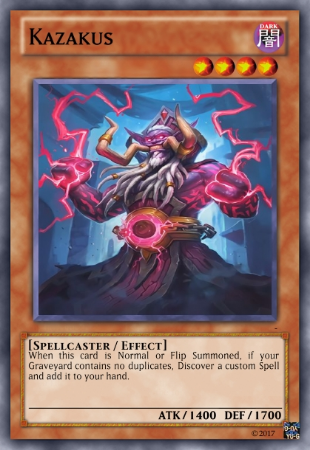 Kazakus
DARK
闇
[Spellcaster / Effect]
When this card is Normal or Flip Summoned, if your
Graveyard contains no duplicates, Discover a custom Spell
and add it to your hand.
ATK / 1400 DEF / 1700
©2017